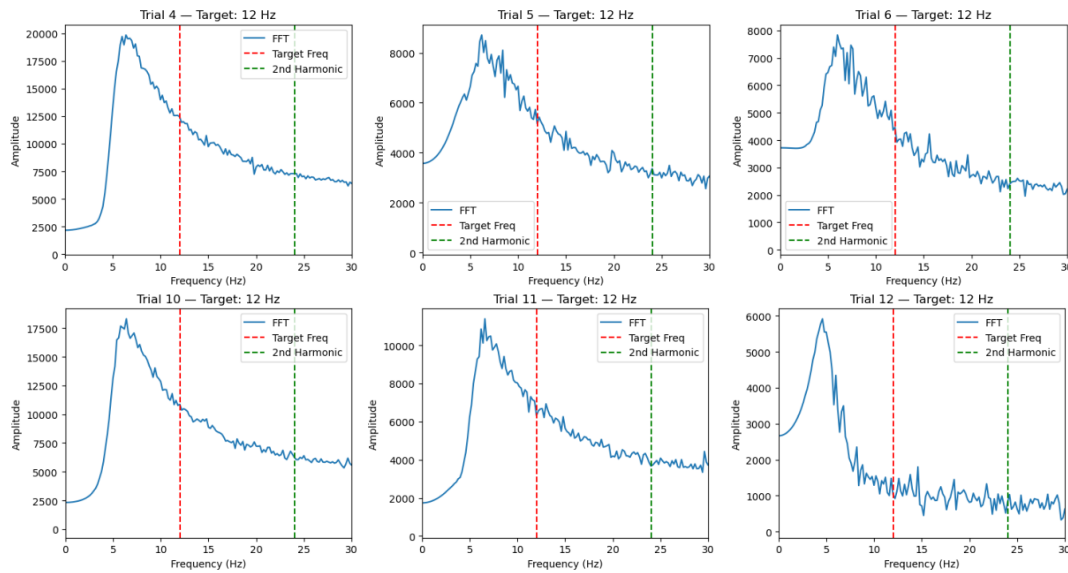 Trial 4 — Target: 12 Hz
20000
17500
15000
12500
10000
7500
5000
2500
0
Amplitude
FFT
Target Freq
2nd Harmonic
0 5 10 15 20 25 30
Frequency (Hz)
Trial 5 — Target: 12 Hz
8000
6000
4000
2000
0
Amplitude
FFT
Target Freq
2nd Harmonic
0 5 10 15 20 25 30
Frequency (Hz)
Trial 6 — Target: 12 Hz
8000
7000
6000
5000
4000
3000
2000
1000
0
Amplitude
FFT
Target Freq
2nd Harmonic
0 5 10 15 20 25 30
Frequency (Hz)
Trial 10 — Target: 12 Hz
17500
15000
12500
10000
7500
5000
2500
0
Amplitude
FFT
Target Freq
2nd Harmonic
0 5 10 15 20 25 30
Frequency (Hz)
Trial 11 — Target: 12 Hz
10000
8000
6000
4000
2000
0
Amplitude
FFT
Target Freq
2nd Harmonic
0 5 10 15 20 25 30
Frequency (Hz)
Trial 12 — Target: 12 Hz
6000
5000
4000
3000
2000
1000
0
Amplitude
FFT
Target Freq
2nd Harmonic
0 5 10 15 20 25 30
Frequency (Hz)